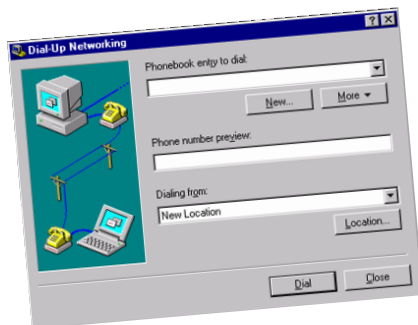 Dial-Up Networking
Phonebook entry to dial:
New... More
Phone number preview:
Dialing from:
New Location
Location...
Dial Close